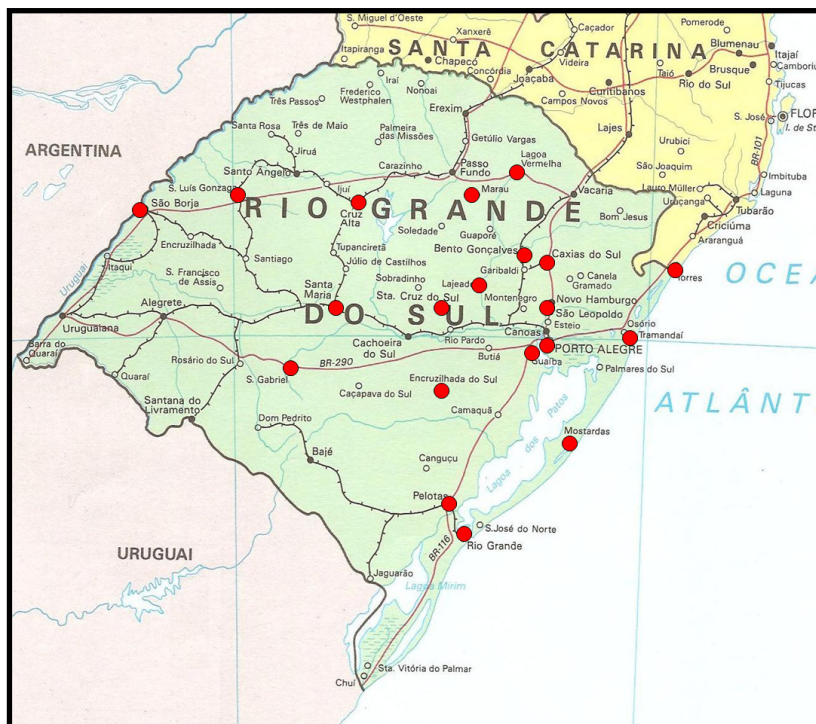 S. Miguel d'Oeste
Xanxerê
Caçador
Pomerode
Itapiranga
SANTA CATARINA
Chapecó
Videira
Blumenau
Itajaí
Camboriu
Concórdia
Joaçaba
Taió
Brusque
Tijucas
Curitibanos
Rio do Sul
Campos Novos
Iraí
Nonoai
Frederico
Westphalen
Três Passos
Erexim
S. José
FLOR
I. de St
Santa Rosa
Três de Maio
Palmeira
das Missões
Getúlio Vargas
Lajes
Urubici
BR-101
ARGENTINA
Jiruá
Santo Ângelo
Carazinho
Passo
Fundo
Lagoa
Vermelha
São Joaquim
Imbituba
Lauro Müller
Laguna
Uruçanga
Tubarão
Criciúma
Araranguá
S. Luís Gonzaga
Ijuí
Marau
Vacaria
São Borja
Cruz
Alta
RIO GRANDE
Bom Jesus
Soledade
Guaporé
Encruzilhada
Tupanciretã
Bento Gonçalves
Caxias do Sul
Itaqui
Uruguai
Santiago
Júlio de Castilhos
Garibaldi
Canela
Gramado
Torres
OCEA
S. Francisco
de Assis
Sobradinho
Lajeado
Santa
Maria
Sta. Cruz do Sul
Montenegro
Novo Hamburgo
São Leopoldo
Alegrete
DO SUL
Esteio
Osório
Tramandaí
Uruguaiana
Cachoeira
do Sul
Rio Pardo
Canoas
Butiá
PORTO ALEGRE
Barra do
Quaraí
Rosário do Sul
BR-290
Guaíba
Palmares do Sul
Quaraí
S. Gabriel
Encruzilhada do Sul
Caçapava do Sul
Santana do
Livramento
Camaquã
ATLÂNT
Dom Pedrito
Lagoa dos Patos
Mostardas
Bagé
Canguçu
Pelotas
S.José do Norte
URUGUAI
BR-116
Rio Grande
Jaguarão
Lagoa Mirim
Sta. Vitória do Palmar
Chuí